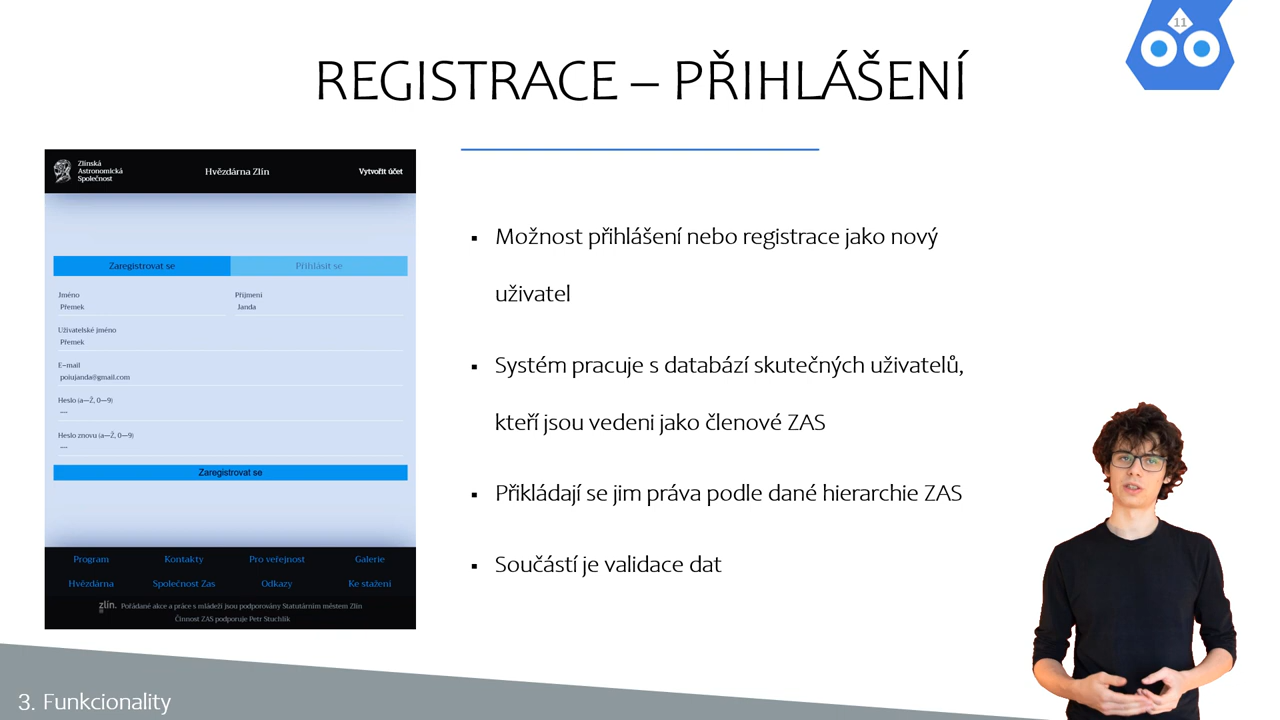 11
REGISTRACE – PŘIHLÁŠENÍ
Zlínská
Astronomická
Společnost
Hvězdárna Zlín
Vytvořit účet
Zaregistrovat se
Přihlásit se
Jméno
Příjmení
Přemek
Janda
Uživatelské jméno
Přemek
E-mail
poiujanda@gmail.com
Heslo (a—Ž, 0—9)
Heslo znovu (a—Ž, 0—9)
Zaregistrovat se
Program
Kontakty
Pro veřejnost
Galerie
Hvězdárna
Společnost Zas
Odkazy
Ke stažení
zlín. Pořádané akce a práce s mládeží jsou podporovány Statutárním městem Zlín
Činnost ZAS podporuje Petr Stuchlík
▪ Možnost přihlášení nebo registrace jako nový
uživatel
▪ Systém pracuje s databází skutečných uživatelů,
kteří jsou vedeni jako členové ZAS
▪ Přikládají se jim práva podle dané hierarchie ZAS
▪ Součástí je validace dat
3. Funkcionality